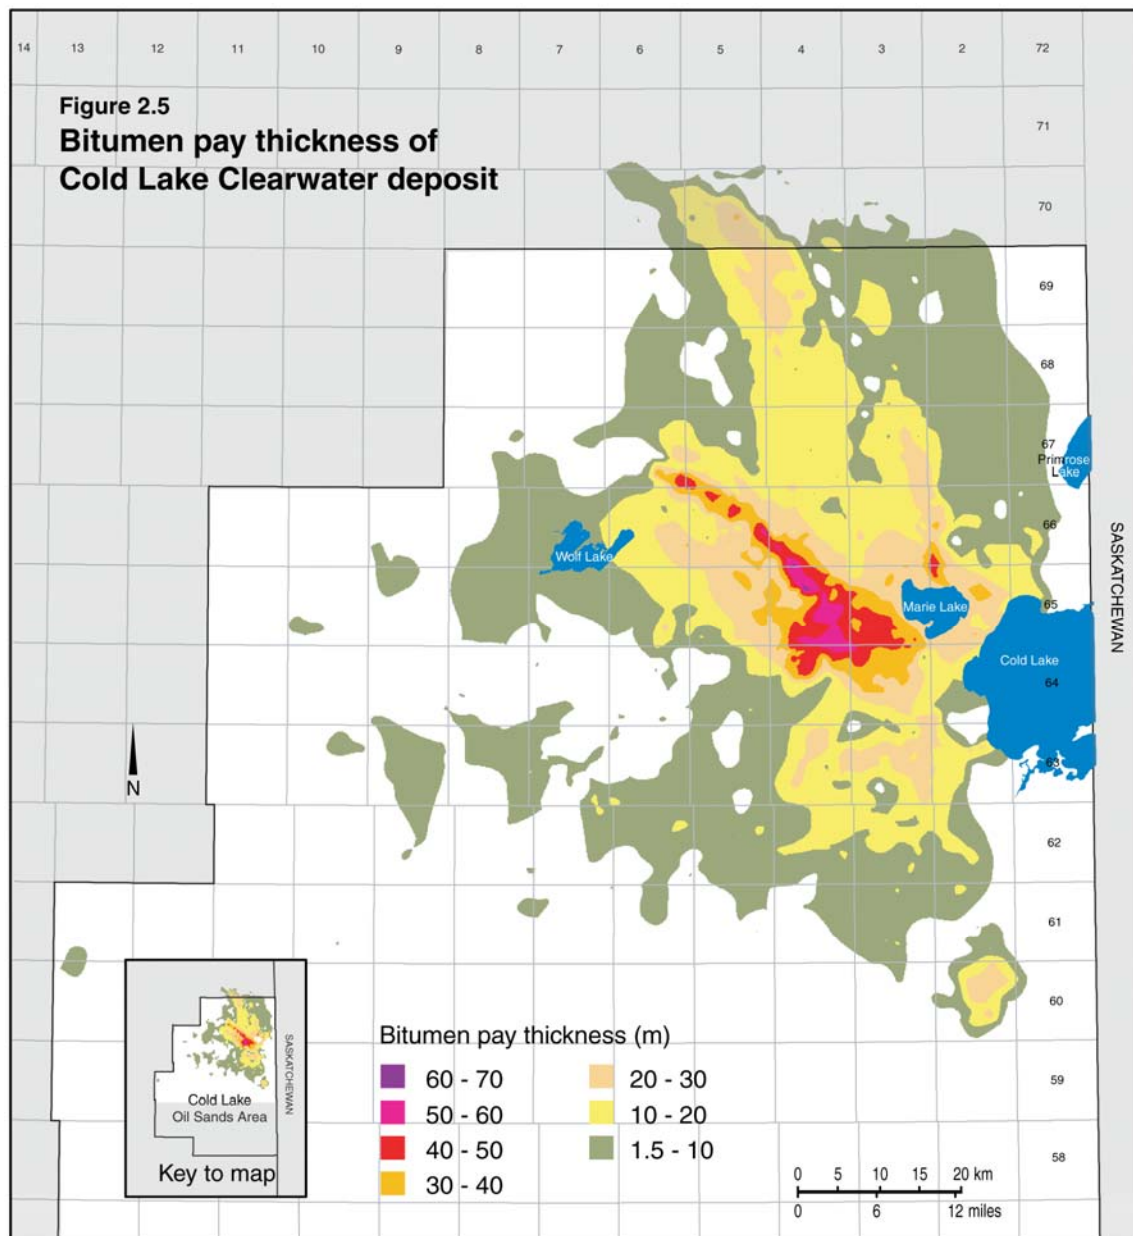 14 13 12 11 10 9 8 7 6 5 4 3 2 72
Figure 2.5
Bitumen pay thickness of
Cold Lake Clearwater deposit
71
70
69
68
67
Primrose
Lake
66
Wolf Lake
SASKATCHEWAN
65
Marie Lake
Cold Lake
64
63
N
62
61
60
59
58
SASKATCHEWAN
Cold Lake
Oil Sands Area
Key to map
Bitumen pay thickness (m)
60 - 70
50 - 60
40 - 50
30 - 40
20 - 30
10 - 20
1.5 - 10
0 5 10 15 20 km
0 6 12 miles